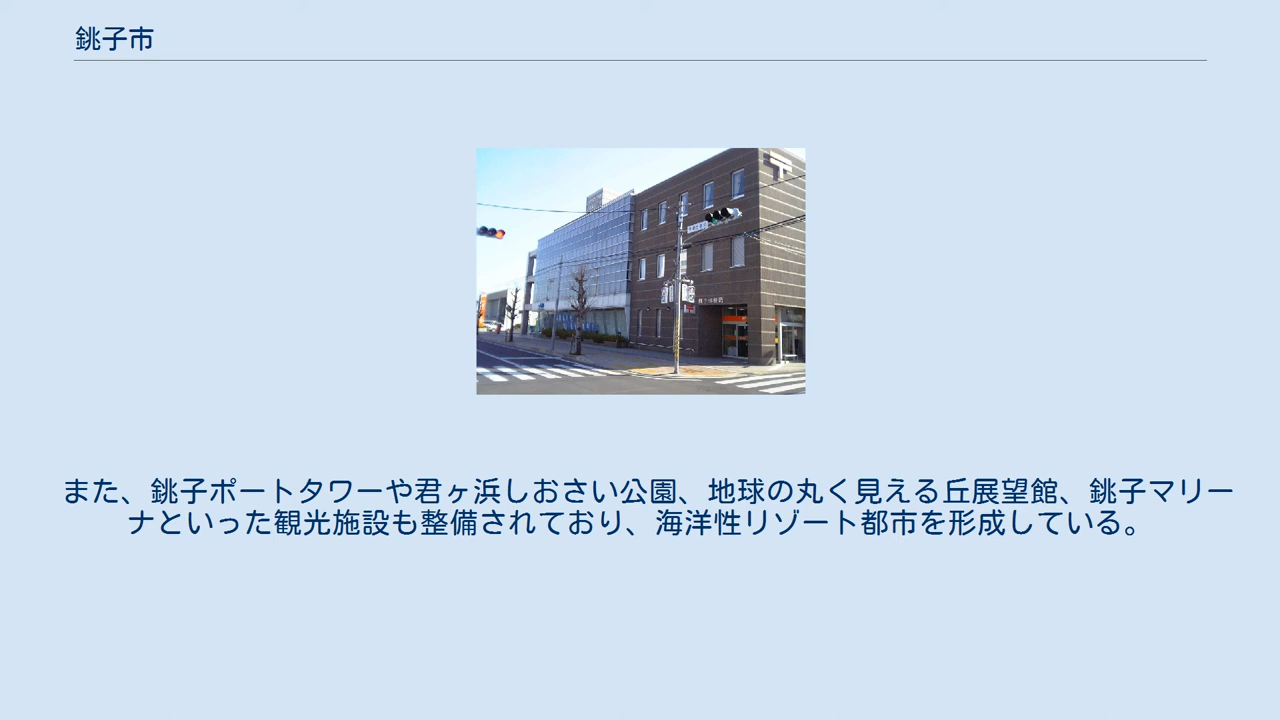 銚子市
〒
また、銚子ポートタワーや君ヶ浜しおさい公園、地球の丸く見える丘展望館、銚子マリー
ナといった観光施設も整備されており、海洋性リゾート都市を形成している。